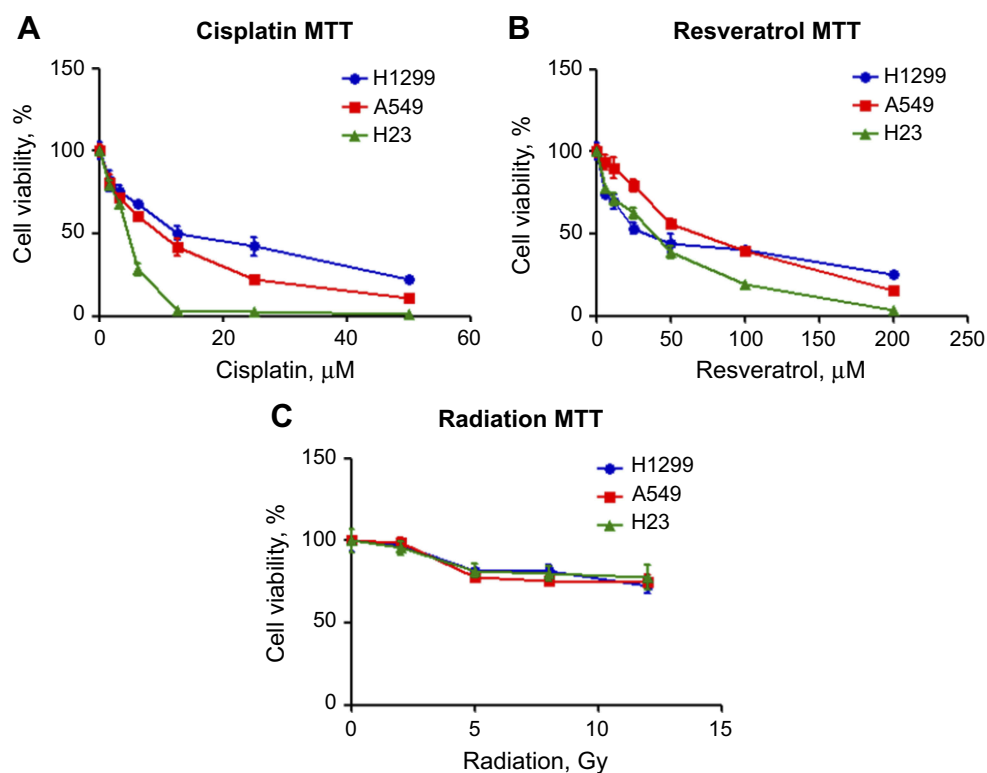 A
Cisplatin MTT
150
100
50
0
Cell viability, %
H1299
A549
H23
0 20 40 60
Cisplatin, μM
B
Resveratrol MTT
150
100
50
0
Cell viability, %
H1299
A549
H23
0 50 100 150 200 250
Resveratrol, μM
C
Radiation MTT
150
100
50
0
Cell viability, %
H1299
A549
H23
0 5 10 15
Radiation, Gy